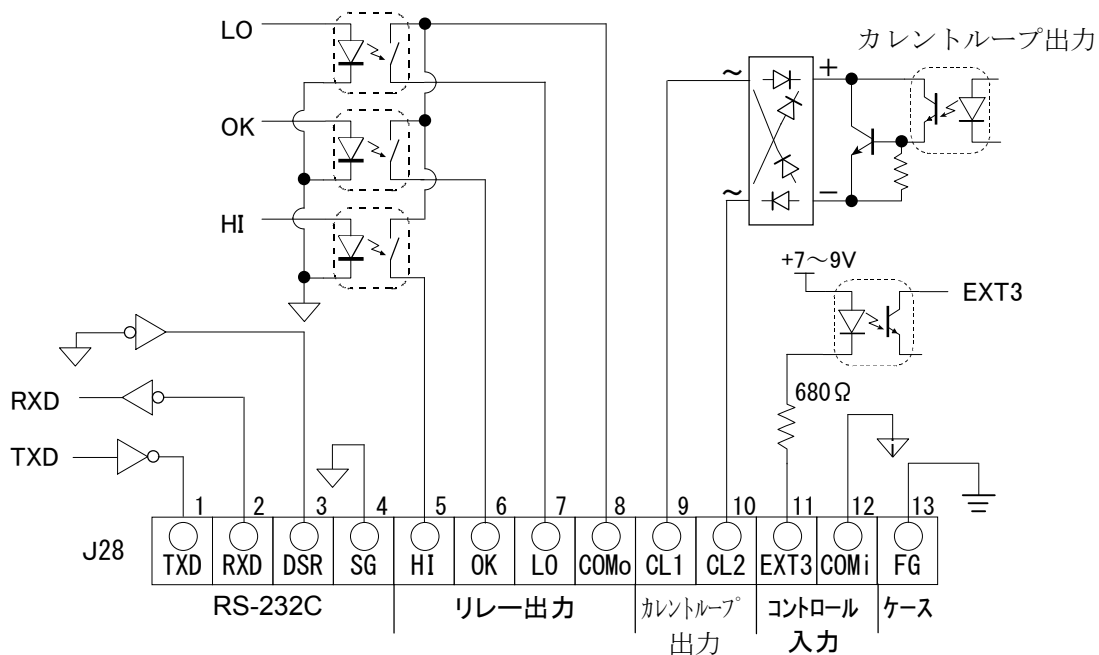 LO
カレントループ出力
~
+
OK
~
−
HI
+7～9V
EXT3
RXD
680Ω
TXD
i
1 2 3 4 5 6 7 8 9 10 11 12 13
J28
TXD RXD DSR SG HI OK LO COMo CL1 CL2 EXT3 COMi FG
RS-232C リレー出力 カレントループ コントロール ケース
出力 入力